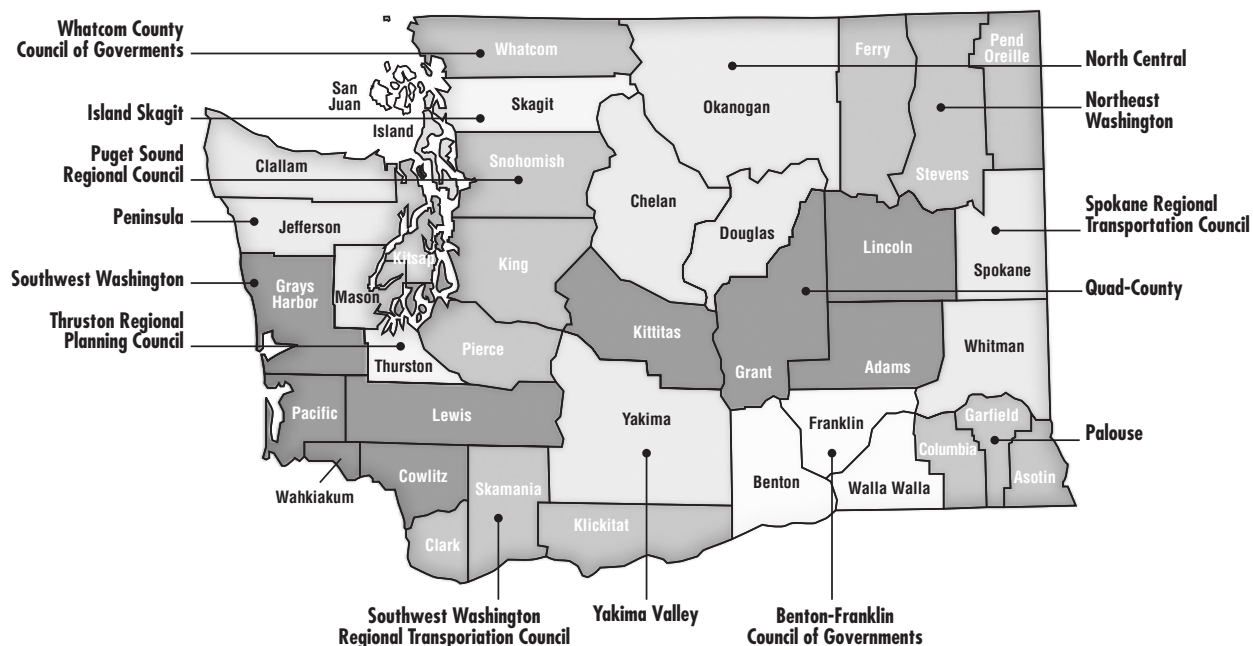 Whatcom County
Council of Goverments
Island Skagit
Puget Sound
Regional Council
Peninsula
Southwest Washington
Thruston Regional
Planning Council
North Central
Northeast
Washington
Spokane Regional
Transportation Council
Quad-County
Palouse
Southwest Washington
Regional Transporiation Council
Yakima Valley
Benton-Franklin
Council of Governments
Whatcom
San
Juan
Skagit
Island
Clallam
Snohomish
Jefferson
Kitsap
King
Grays
Harbor
Mason
Pierce
Thurston
Pacific
Lewis
Wahkiakum
Cowlitz
Skamania
Clark
Klickitat
Yakima
Kittitas
Chelan
Douglas
Okanogan
Ferry
Pend
Oreille
Stevens
Lincoln
Spokane
Grant
Adams
Whitman
Franklin
Benton
Walla Walla
Columbia
Garfield
Asotin